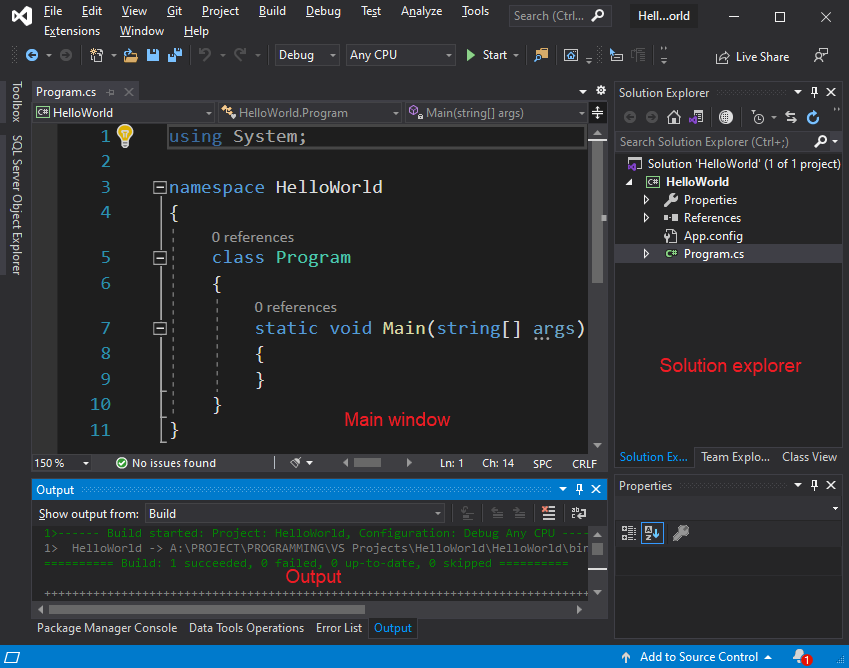 File Edit View Git Project Build Debug Test Analyze Tools Search (Ctrl... Hell...orld
Extensions Window Help
Debug Any CPU Start Live Share
Toolbox
SQL Server Object Explorer
Program.cs
C# HelloWorld HelloWorld.Program Main(string[] args)
1 using System;
2
3 namespace HelloWorld
4 {
0 references
5 class Program
6 {
0 references
7 static void Main(string[] args)
8 {
9 }
10 }
11 }
Main window
150 % No issues found Ln: 1 Ch: 14 SPC CRLF
Output
Show output from: Build
1>------ Build started: Project: HelloWorld, Configuration: Debug Any CPU ----
1> HelloWorld -> A:\PROJECT\PROGRAMMING\VS Projects\HelloWorld\HelloWorld\bin
========== Build: 1 succeeded, 0 failed, 0 up-to-date, 0 skipped ==========
Output
Package Manager Console Data Tools Operations Error List Output
Solution Explorer
Search Solution Explorer (Ctrl+;)
Solution 'HelloWorld' (1 of 1 project)
C# HelloWorld
Properties
References
App.config
C# Program.cs
Solution explorer
Solution Ex... Team Explo... Class View
Properties
Add to Source Control 1